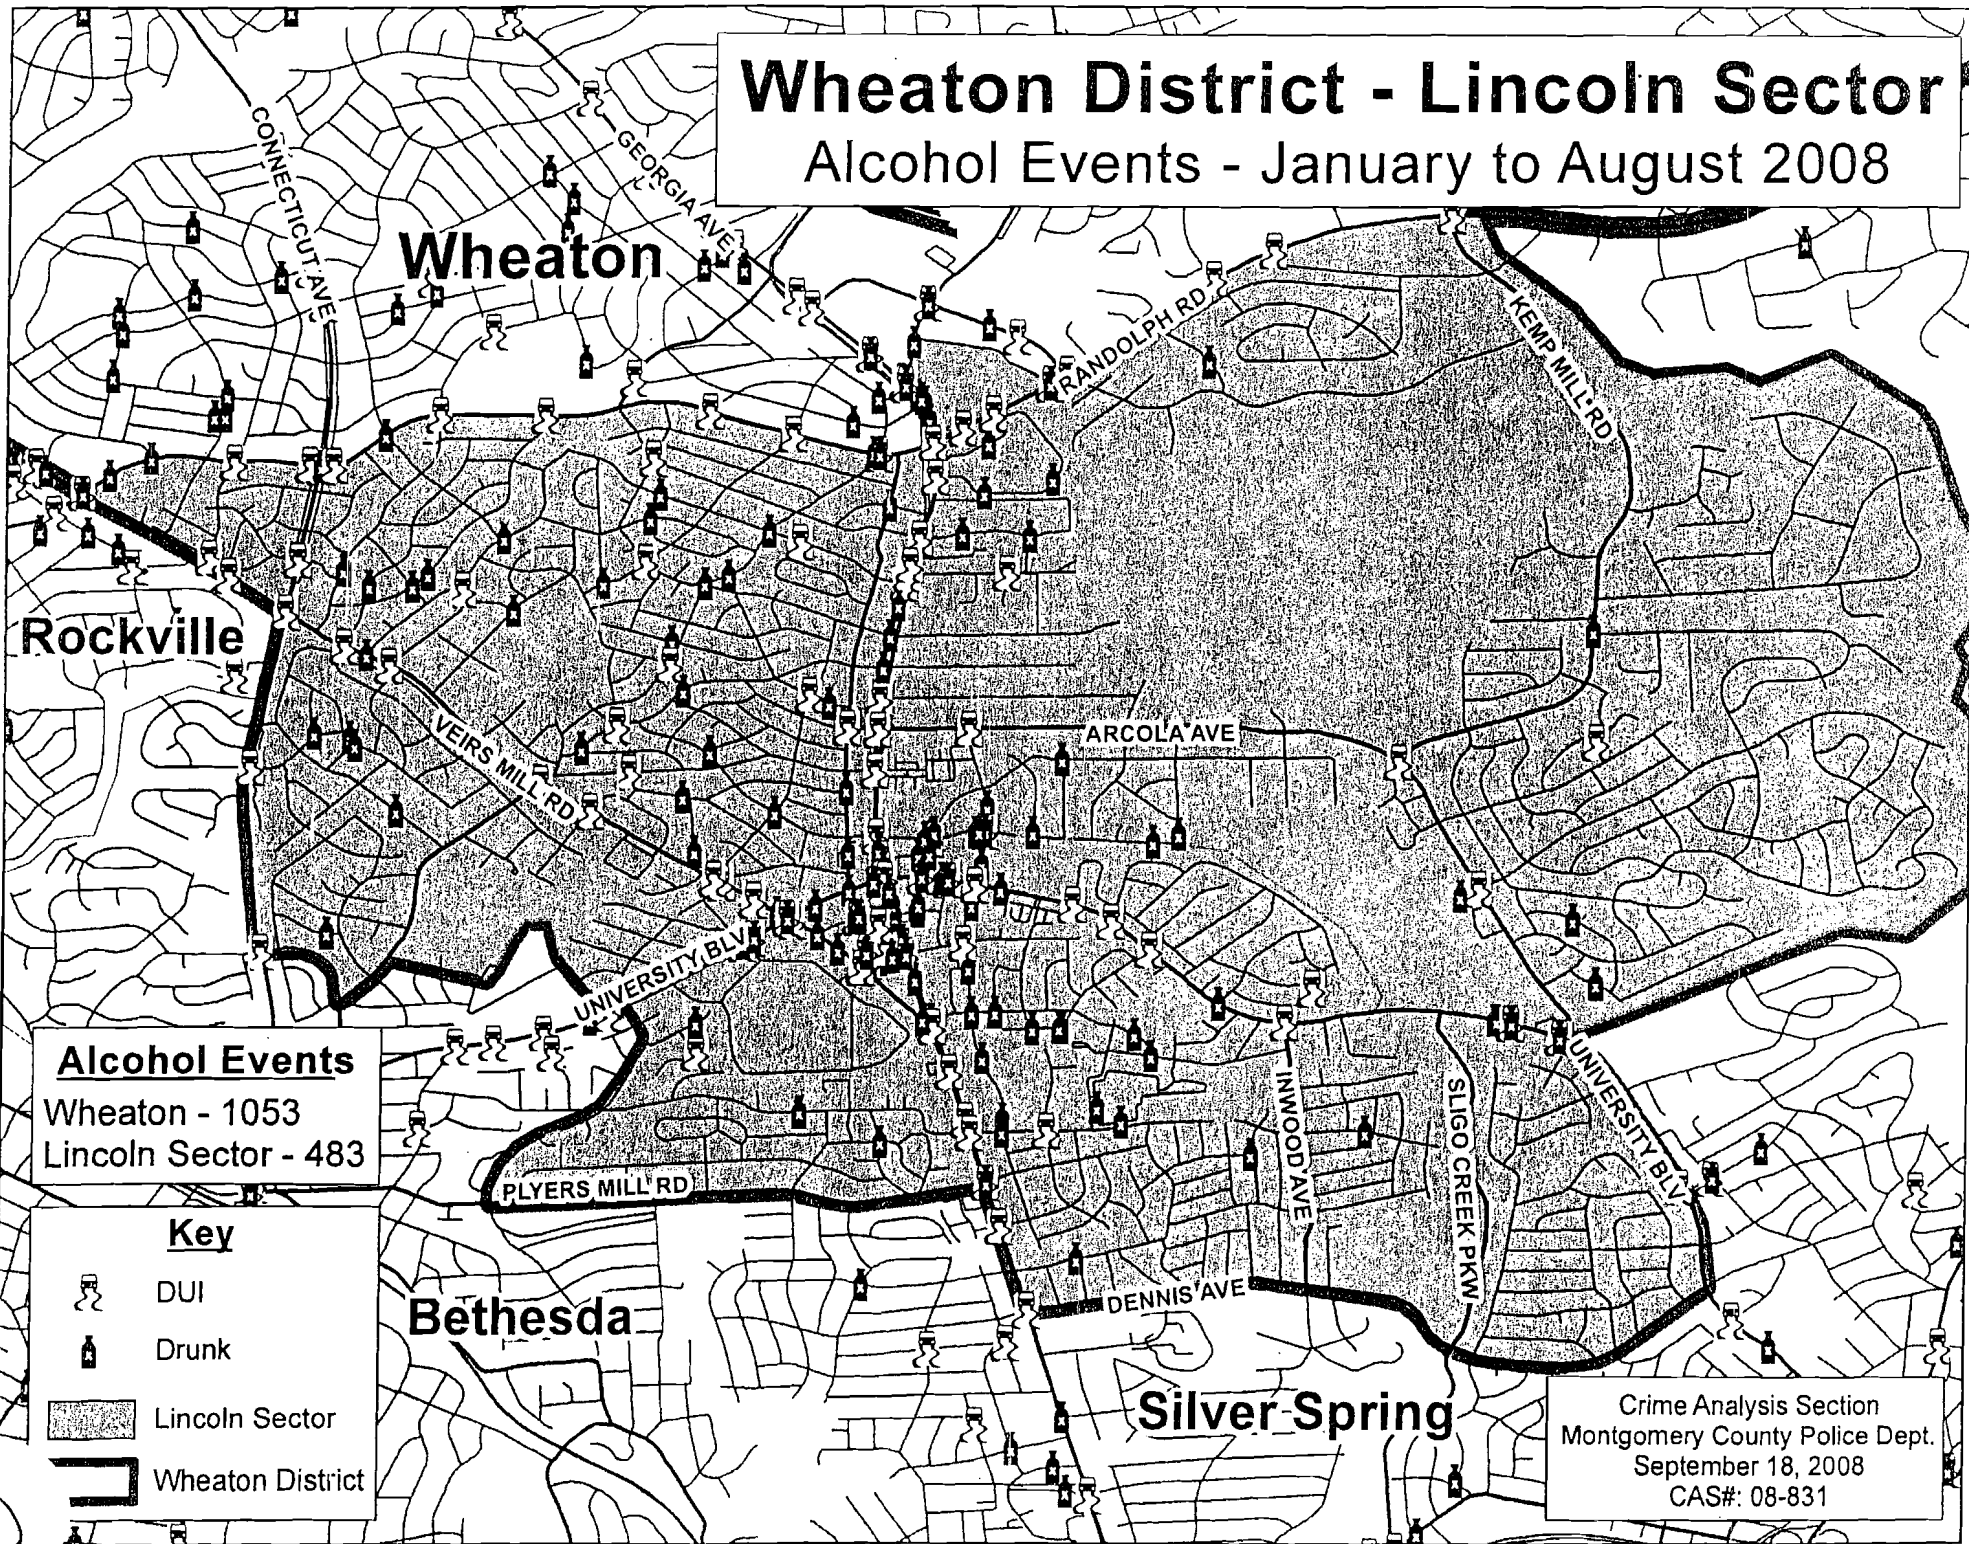 Wheaton District - Lincoln Sector
Alcohol Events - January to August 2008
CONNECTICUT AVE
GEORGIA AVE
Wheaton
RANDOLPH RD
KEMP MILL RD
Rockville
VEIRS MILL RD
ARCOLA AVE
UNIVERSITY BLV
INWOOD AVE
SLIGO CREEK PKW
UNIVERSITY BLV
PLYERS MILL RD
DENNIS AVE
Bethesda
Silver Spring
Alcohol Events
Wheaton - 1053
Lincoln Sector - 483
Key
DUI
Drunk
Lincoln Sector
Wheaton District
Crime Analysis Section
Montgomery County Police Dept.
September 18, 2008
CAS#: 08-831